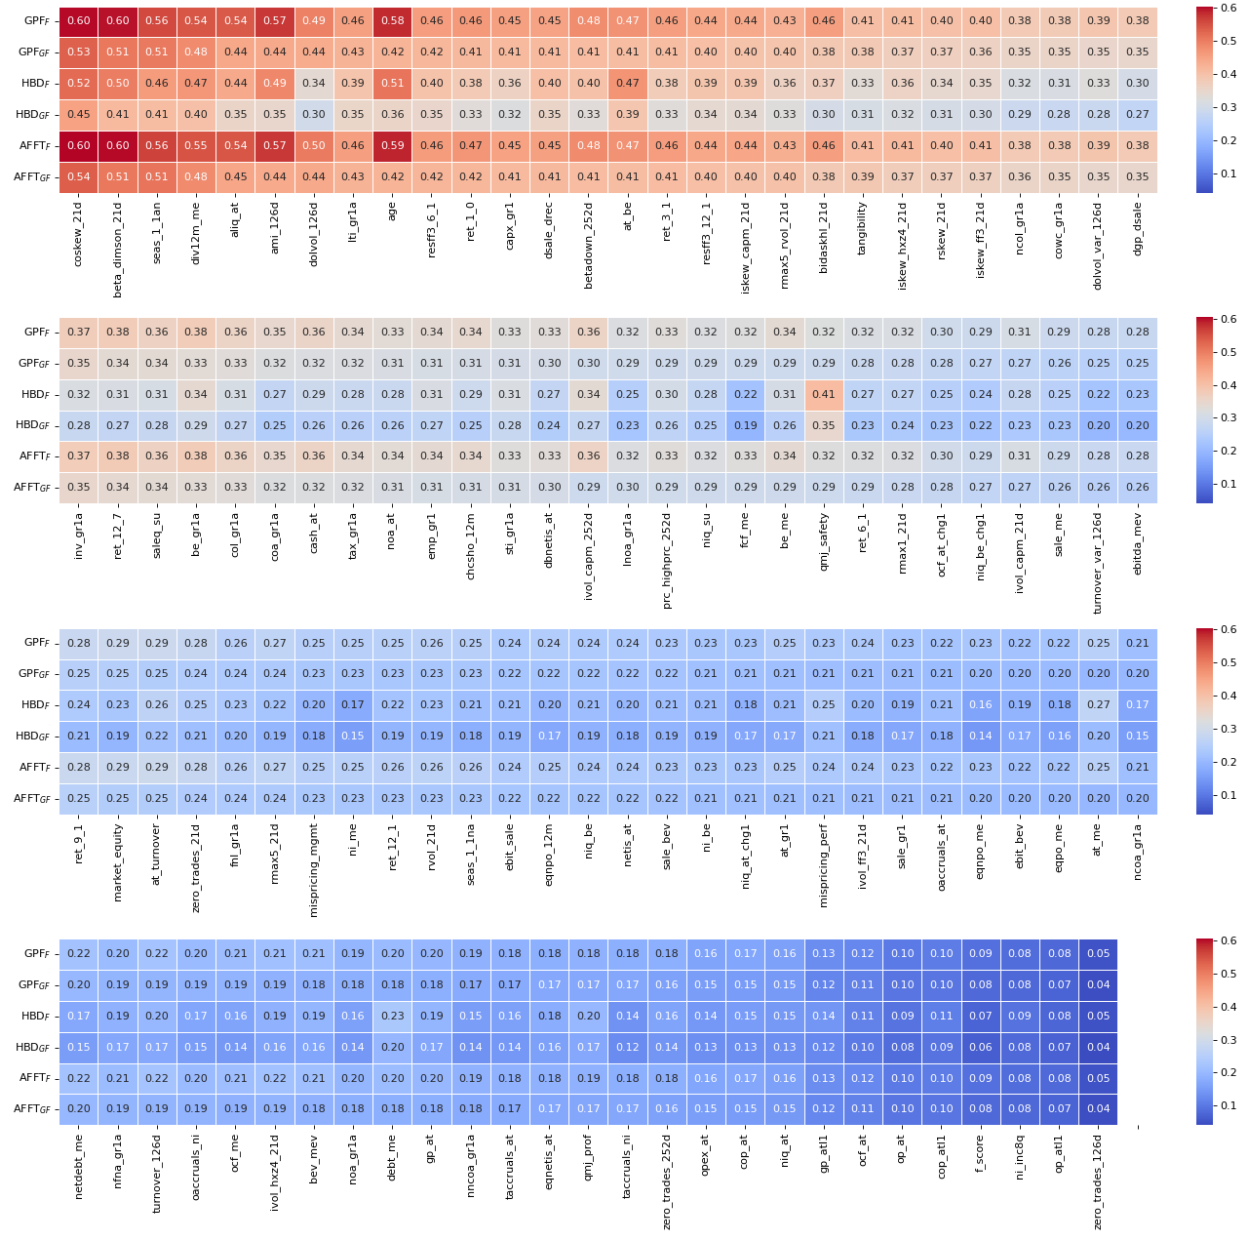 GPF_F 0.60 0.60 0.56 0.54 0.54 0.57 0.49 0.46 0.58 0.46 0.46 0.45 0.45 0.48 0.47 0.46 0.44 0.44 0.43 0.46 0.41 0.41 0.40 0.40 0.38 0.38 0.39 0.38
GPF_GF 0.53 0.51 0.51 0.48 0.44 0.44 0.44 0.43 0.42 0.42 0.41 0.41 0.41 0.41 0.41 0.41 0.40 0.40 0.40 0.38 0.38 0.37 0.37 0.36 0.35 0.35 0.35 0.35
HBD_F 0.52 0.50 0.46 0.47 0.44 0.49 0.34 0.39 0.51 0.40 0.38 0.36 0.40 0.40 0.47 0.38 0.39 0.39 0.36 0.37 0.33 0.36 0.34 0.35 0.32 0.31 0.33 0.30
HBD_GF 0.45 0.41 0.41 0.40 0.35 0.35 0.30 0.35 0.36 0.35 0.33 0.32 0.35 0.33 0.39 0.33 0.34 0.34 0.33 0.30 0.31 0.32 0.31 0.30 0.29 0.28 0.28 0.27
AFFT_F 0.60 0.60 0.56 0.55 0.54 0.57 0.50 0.46 0.59 0.46 0.47 0.45 0.45 0.48 0.47 0.46 0.44 0.44 0.43 0.46 0.41 0.41 0.40 0.41 0.38 0.38 0.39 0.38
AFFT_GF 0.54 0.51 0.51 0.48 0.45 0.44 0.44 0.43 0.42 0.42 0.42 0.41 0.41 0.41 0.41 0.40 0.40 0.40 0.40 0.38 0.39 0.37 0.37 0.37 0.36 0.35 0.35 0.35
coskew_21d beta_dimson_21d seas_1_1an div12m_me aliq_at ami_126d dolvol_126d lti_gr1a age resff3_6_1 ret_1_0 capx_gr1 dsale_drec betadown_252d at_be ret_3_1 resff3_12_1 iskew_capm_21d rmax5_rvol_21d bidaskhl_21d tangibility iskew_hxz4_21d rskew_21d iskew_ff3_21d ncol_gr1a cowc_gr1a dolvol_var_126d dgp_dsale
0.6
0.5
0.4
0.3
0.2
0.1
GPF_F 0.37 0.38 0.36 0.38 0.36 0.35 0.36 0.34 0.33 0.34 0.34 0.33 0.33 0.36 0.32 0.33 0.32 0.32 0.34 0.32 0.32 0.32 0.30 0.29 0.31 0.29 0.28 0.28
GPF_GF 0.35 0.34 0.34 0.33 0.33 0.32 0.32 0.32 0.31 0.31 0.31 0.31 0.30 0.30 0.29 0.29 0.29 0.29 0.29 0.29 0.28 0.28 0.28 0.27 0.27 0.26 0.25 0.25
HBD_F 0.32 0.31 0.31 0.34 0.31 0.27 0.29 0.28 0.28 0.31 0.29 0.31 0.27 0.34 0.25 0.30 0.28 0.22 0.31 0.41 0.27 0.27 0.25 0.24 0.28 0.25 0.22 0.23
HBD_GF 0.28 0.27 0.28 0.29 0.27 0.25 0.26 0.26 0.26 0.27 0.25 0.28 0.24 0.27 0.23 0.26 0.25 0.19 0.26 0.35 0.23 0.24 0.23 0.22 0.23 0.23 0.20 0.20
AFFT_F 0.37 0.38 0.36 0.38 0.36 0.35 0.36 0.34 0.34 0.34 0.34 0.33 0.33 0.36 0.32 0.33 0.32 0.33 0.34 0.32 0.32 0.32 0.30 0.29 0.31 0.29 0.28 0.28
AFFT_GF 0.35 0.34 0.34 0.33 0.33 0.32 0.32 0.32 0.31 0.31 0.31 0.31 0.30 0.29 0.30 0.29 0.29 0.29 0.29 0.29 0.29 0.28 0.28 0.27 0.27 0.26 0.26 0.26
inv_gr1a ret_12_7 saleq_su be_gr1a col_gr1a coa_gr1a cash_at tax_gr1a noa_at emp_gr1 chcsho_12m sti_gr1a dbnetis_at ivol_capm_252d lnoa_gr1a prc_highprc_252d niq_su fcf_me be_me qmj_safety ret_6_1 rmax1_21d ocf_at_chg1 niq_be_chg1 ivol_capm_21d sale_me turnover_var_126d ebitda_mev
0.6
0.5
0.4
0.3
0.2
0.1
GPF_F 0.28 0.29 0.29 0.28 0.26 0.27 0.25 0.25 0.25 0.26 0.25 0.24 0.24 0.24 0.24 0.23 0.23 0.23 0.25 0.23 0.24 0.23 0.22 0.23 0.22 0.22 0.25 0.21
GPF_GF 0.25 0.25 0.25 0.24 0.24 0.24 0.23 0.23 0.23 0.23 0.23 0.22 0.22 0.22 0.22 0.22 0.21 0.21 0.21 0.21 0.21 0.21 0.21 0.20 0.20 0.20 0.20 0.20
HBD_F 0.24 0.23 0.26 0.25 0.23 0.22 0.20 0.17 0.22 0.23 0.21 0.21 0.20 0.21 0.20 0.21 0.21 0.18 0.21 0.25 0.20 0.19 0.21 0.16 0.19 0.18 0.27 0.17
HBD_GF 0.21 0.19 0.22 0.21 0.20 0.19 0.18 0.15 0.19 0.19 0.18 0.19 0.17 0.19 0.18 0.18 0.19 0.17 0.17 0.21 0.18 0.17 0.18 0.14 0.17 0.16 0.20 0.15
AFFT_F 0.28 0.29 0.29 0.28 0.26 0.27 0.25 0.25 0.26 0.26 0.26 0.24 0.25 0.24 0.24 0.23 0.23 0.23 0.25 0.24 0.24 0.23 0.22 0.23 0.22 0.22 0.25 0.21
AFFT_GF 0.25 0.25 0.25 0.24 0.24 0.24 0.23 0.23 0.23 0.23 0.23 0.22 0.22 0.22 0.22 0.22 0.21 0.21 0.21 0.21 0.21 0.21 0.21 0.20 0.20 0.20 0.20 0.20
ret_9_1 market_equity at_turnover zero_trades_21d fnl_gr1a rmax5_21d mispricing_mgmt ni_me ret_12_1 rvol_21d seas_1_1na ebit_sale eqnpo_12m niq_be netis_at sale_bev ni_be niq_at_chg1 at_gr1 mispricing_perf ivol_ff3_21d sale_gr1 oaccruals_at eqnpo_me ebit_bev eqpo_me at_me ncoa_gr1a
0.6
0.5
0.4
0.3
0.2
0.1
GPF_F 0.22 0.20 0.22 0.20 0.21 0.21 0.21 0.19 0.20 0.20 0.19 0.18 0.18 0.18 0.18 0.18 0.16 0.17 0.16 0.13 0.12 0.10 0.10 0.09 0.08 0.08 0.05
GPF_GF 0.20 0.19 0.19 0.19 0.19 0.19 0.18 0.18 0.18 0.18 0.17 0.17 0.17 0.17 0.17 0.16 0.15 0.15 0.15 0.12 0.11 0.10 0.10 0.08 0.08 0.07 0.04
HBD_F 0.17 0.19 0.20 0.17 0.16 0.19 0.19 0.16 0.23 0.19 0.15 0.16 0.18 0.20 0.14 0.16 0.14 0.15 0.15 0.14 0.11 0.09 0.11 0.07 0.09 0.08 0.05
HBD_GF 0.15 0.17 0.17 0.15 0.14 0.16 0.16 0.14 0.20 0.17 0.14 0.14 0.16 0.17 0.12 0.14 0.13 0.13 0.13 0.12 0.10 0.08 0.09 0.06 0.08 0.07 0.04
AFFT_F 0.22 0.21 0.22 0.20 0.21 0.22 0.21 0.20 0.20 0.20 0.19 0.18 0.18 0.19 0.18 0.18 0.16 0.17 0.16 0.13 0.12 0.10 0.10 0.09 0.08 0.08 0.05
AFFT_GF 0.20 0.19 0.19 0.19 0.19 0.19 0.18 0.18 0.18 0.18 0.18 0.17 0.17 0.17 0.17 0.16 0.15 0.15 0.15 0.12 0.11 0.10 0.10 0.08 0.08 0.07 0.04
netdebt_me nfna_gr1a turnover_126d oaccruals_ni ocf_me ivol_hxz4_21d bev_mev noa_gr1a debt_me gp_at nncoa_gr1a taccruals_at eqnetis_at qmj_prof taccruals_ni zero_trades_252d opex_at cop_at niq_at gp_atl1 ocf_at op_at cop_atl1 f_score ni_inc8q op_atl1 zero_trades_126d
0.6
0.5
0.4
0.3
0.2
0.1